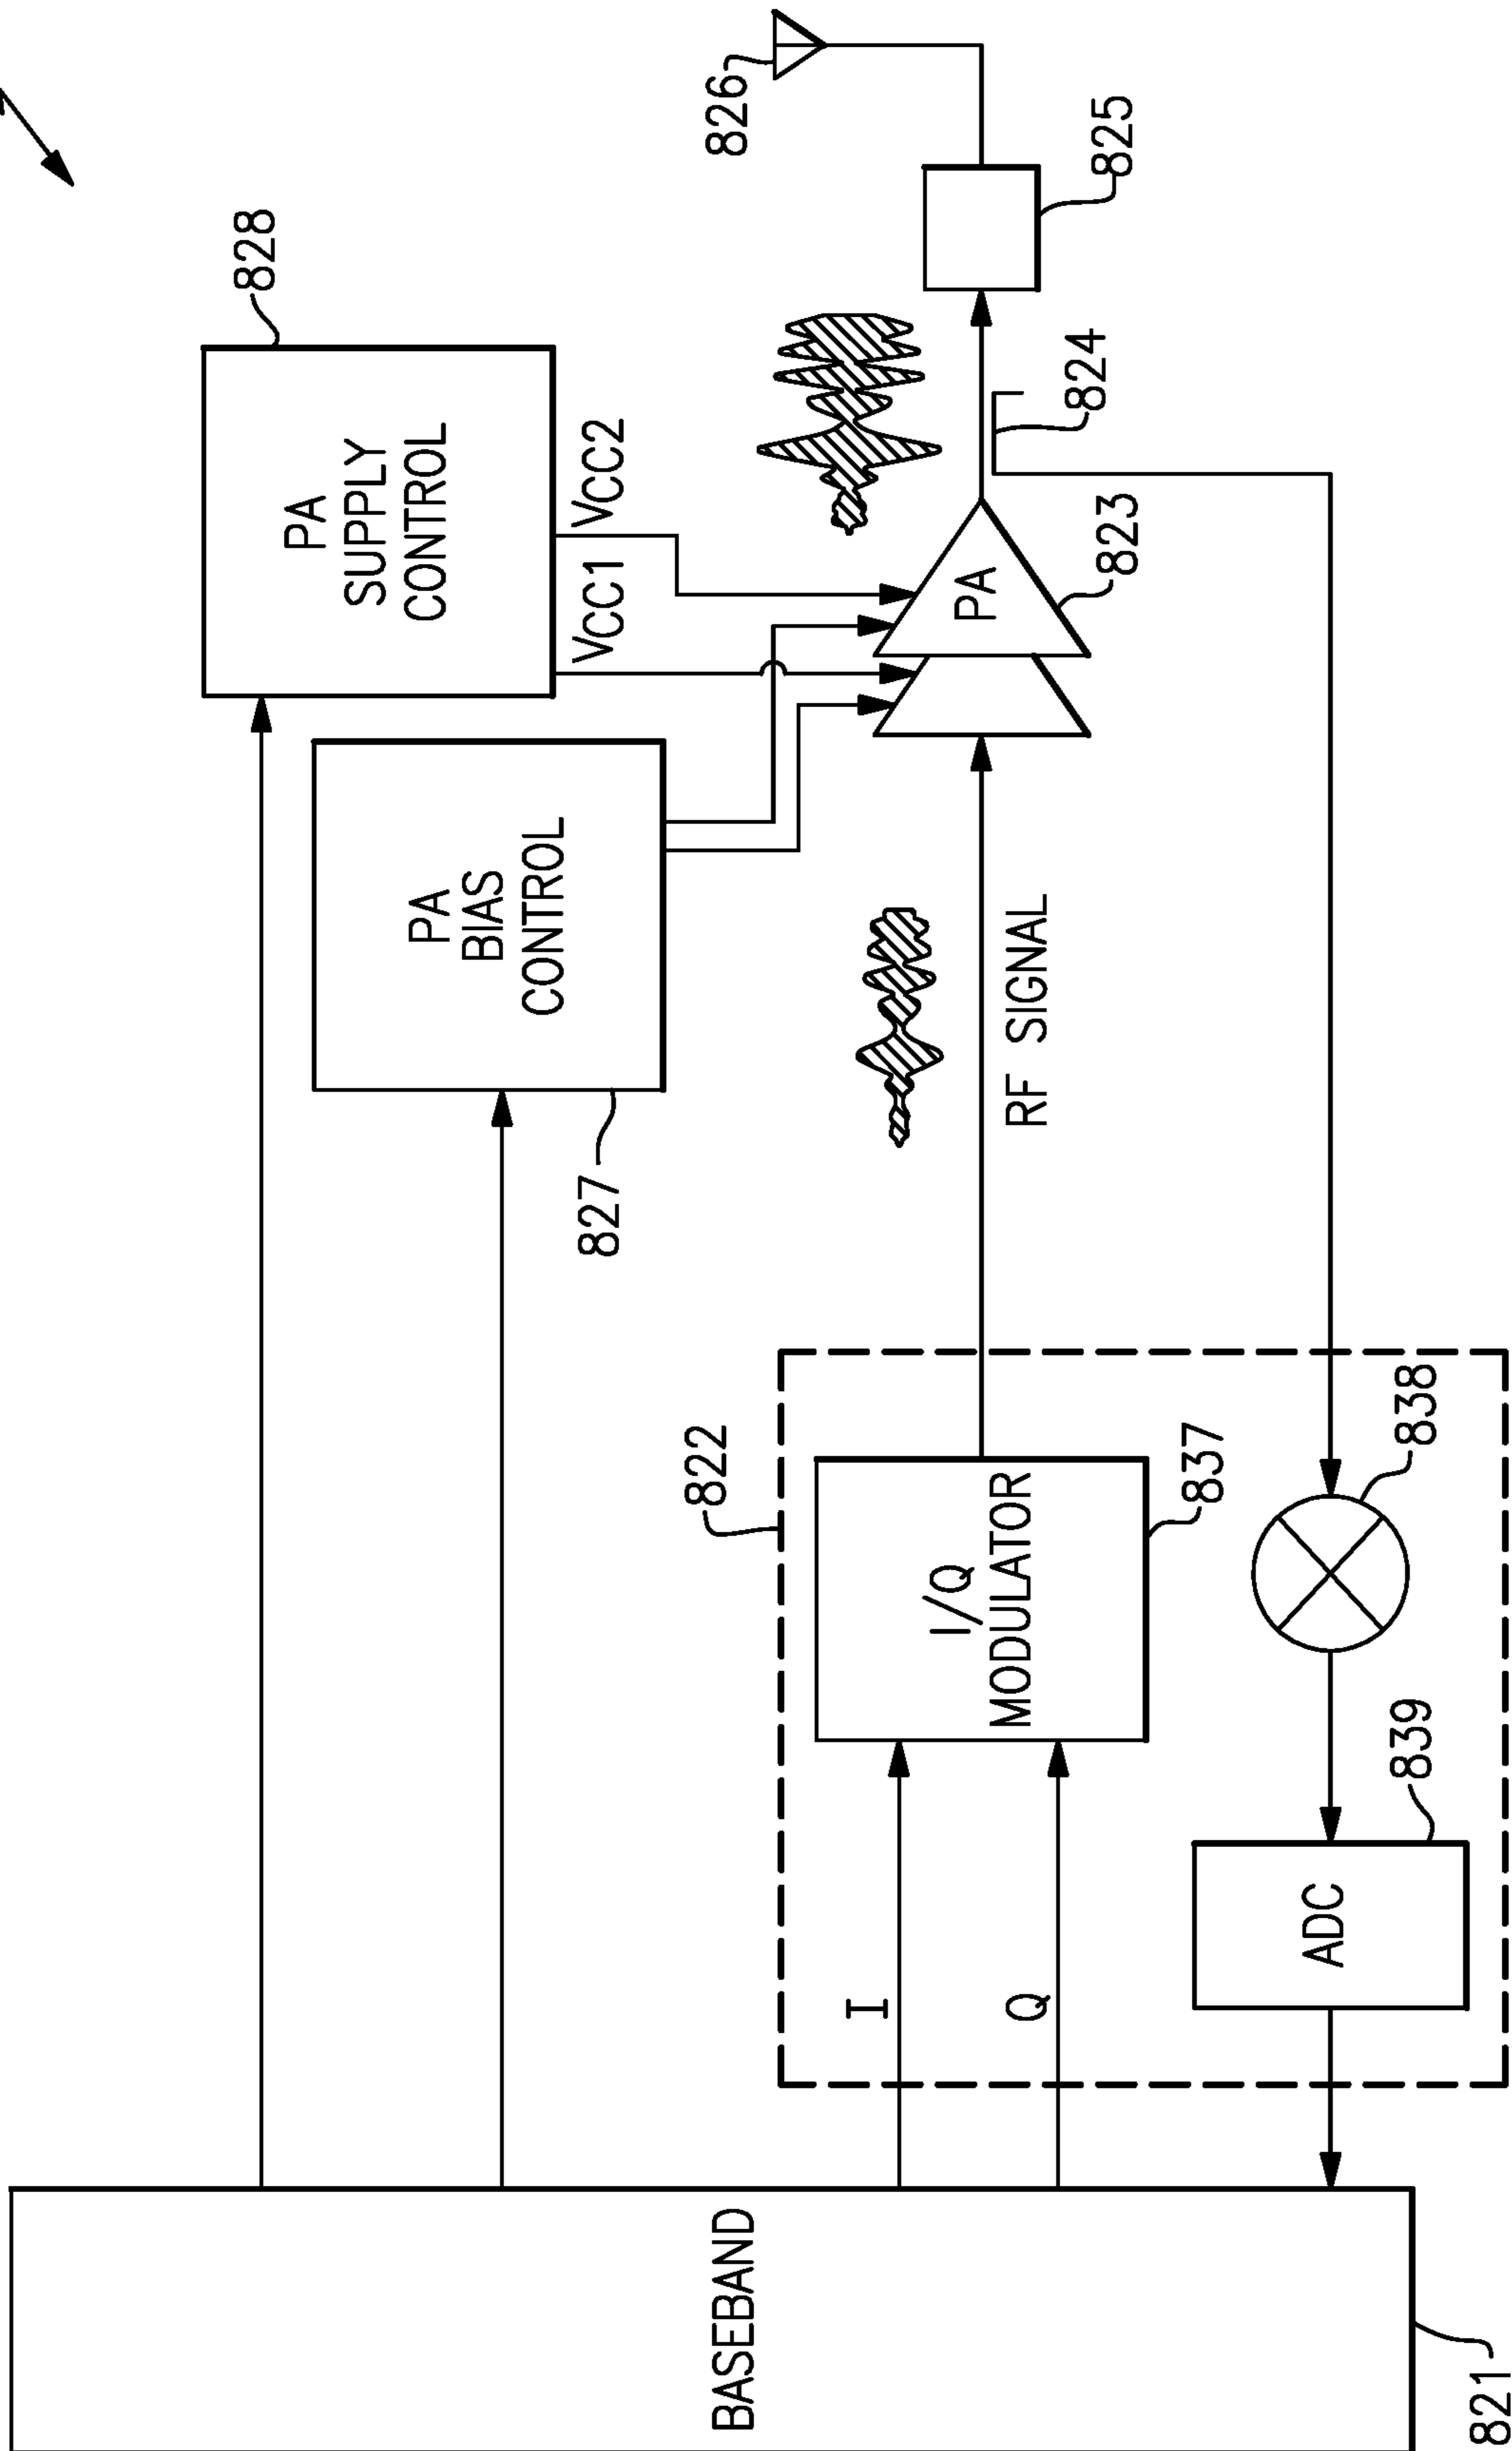 828
PA
SUPPLY
CONTROL
VCC1
VCC2
PA
BIAS
CONTROL
827
826
825
824
PA
823
RF SIGNAL
822
I/Q
MODULATOR
837
838
I
Q
ADC
839
BASEBAND
821